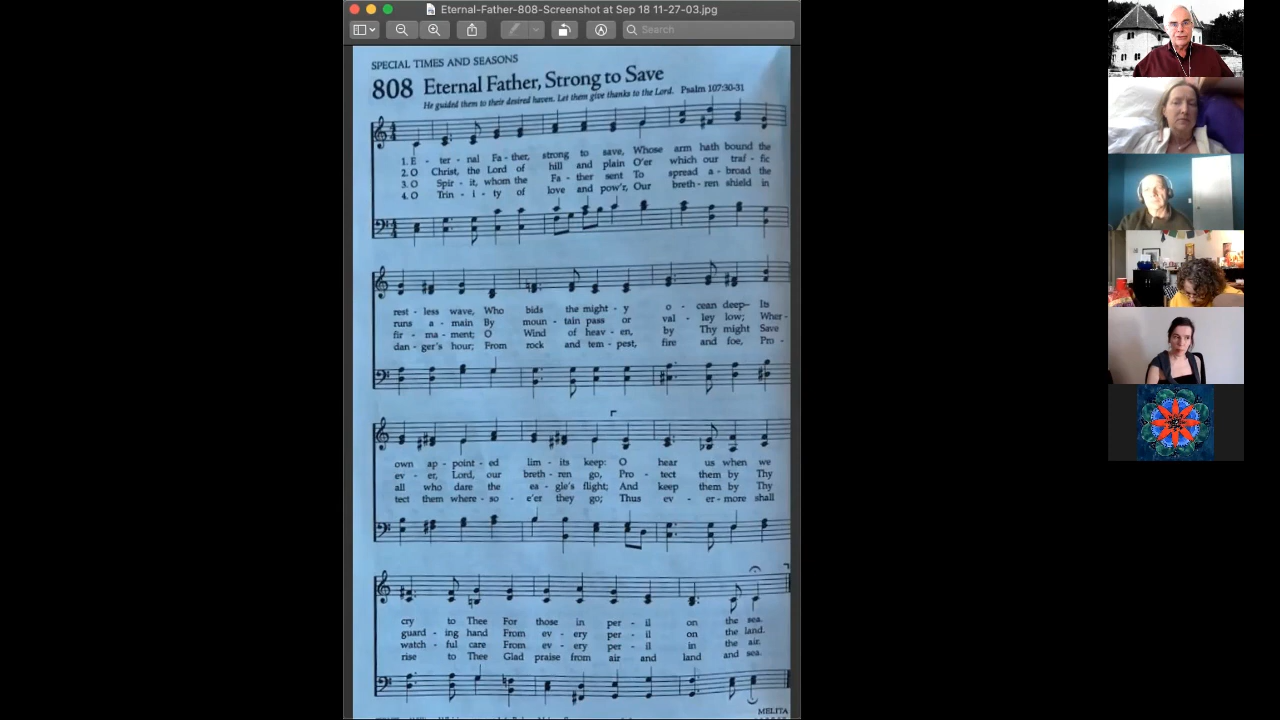 Eternal-Father-808-Screenshot at Sep 18 11-27-03.jpg
Search
SPECIAL TIMES AND SEASONS
808 Eternal Father, Strong to Save
He guided them to their desired haven. Let them give thanks to the Lord. Psalm 107:30-31
1. E - ter - nal Fa - ther, strong to save, Whose arm hath bound the
2. O Christ, the Lord of hill and plain O'er which our traf - fic
3. O Spir - it, whom the Fa - ther sent To spread a - broad the
4. O Trin - i - ty of love and pow'r, Our breth - ren shield in
rest - less wave, Who bids the might - y o - cean deep– Its
runs a - main By moun - tain pass or val - ley low; Wher -
fir - ma - ment; O Wind of heav - en, by Thy might Save
dan - ger's hour; From rock and tem - pest, fire and foe, Pro -
own ap - point - ed lim - its keep: O hear us when we
ev - er, Lord, our breth - ren go, Pro - tect them by Thy
all who dare the ea - gle's flight; And keep them by Thy
tect them where - so - e'er they go; Thus ev - er - more shall
cry to Thee For those in per - il on the sea.
guard - ing hand From ev - ery per - il on the land.
watch - ful care From ev - ery per - il in the air.
rise to Thee Glad praise from air and land and sea.
MELITA